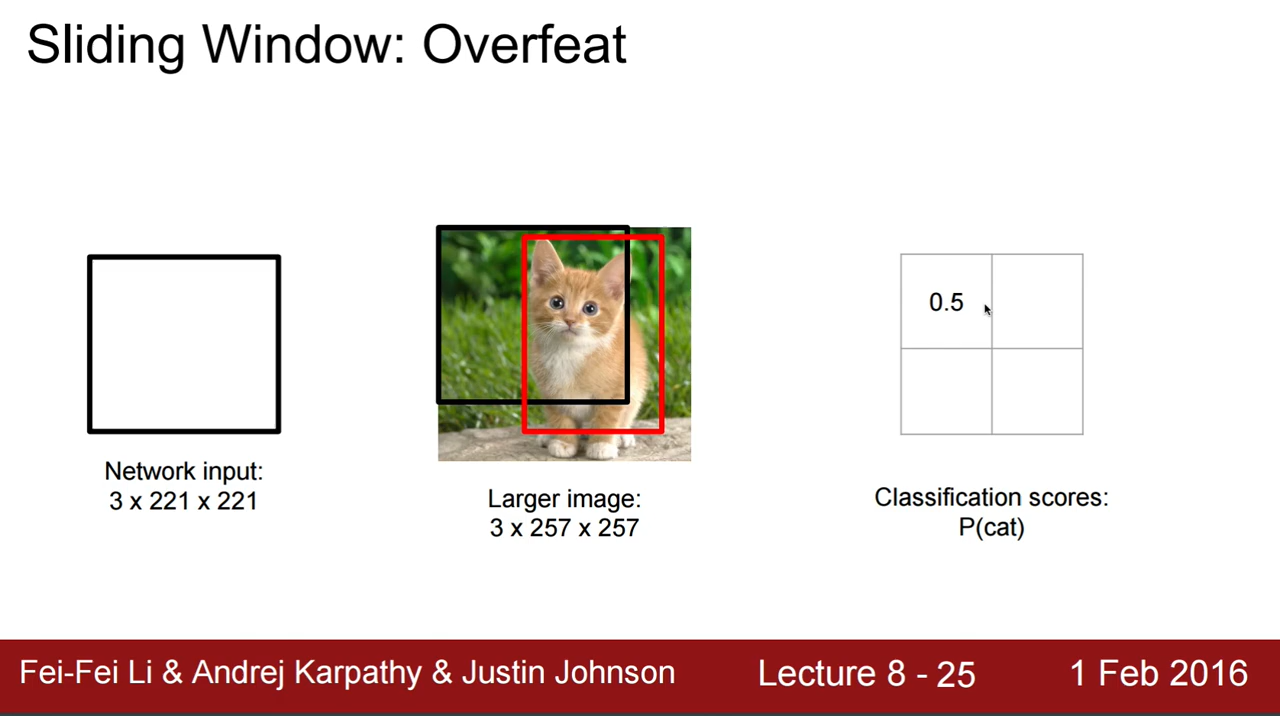 Sliding Window: Overfeat
Network input:
3 x 221 x 221
Larger image:
3 x 257 x 257
0.5
Classification scores:
P(cat)
Fei-Fei Li & Andrej Karpathy & Justin Johnson
Lecture 8 - 25
1 Feb 2016